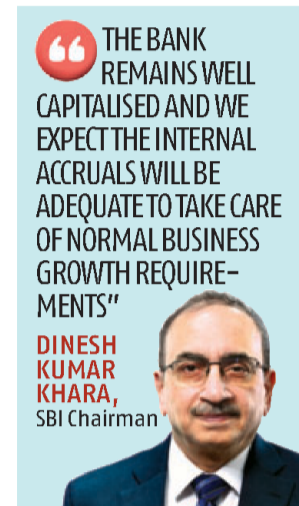 “ THE BANK
REMAINS WELL
CAPITALISED AND WE
EXPECT THE INTERNAL
ACCRUALS WILL BE
ADEQUATE TO TAKE CARE
OF NORMAL BUSINESS
GROWTH REQUIRE-
MENTS”
DINESH
KUMAR
KHARA,
SBI Chairman